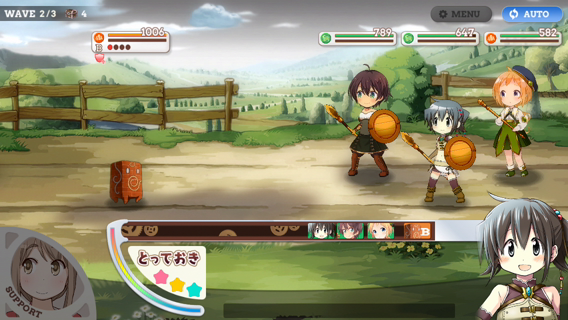 WAVE 2/3 4
MENU
AUTO
1006
B
789
647
582
B
とっておき
SUPPORT